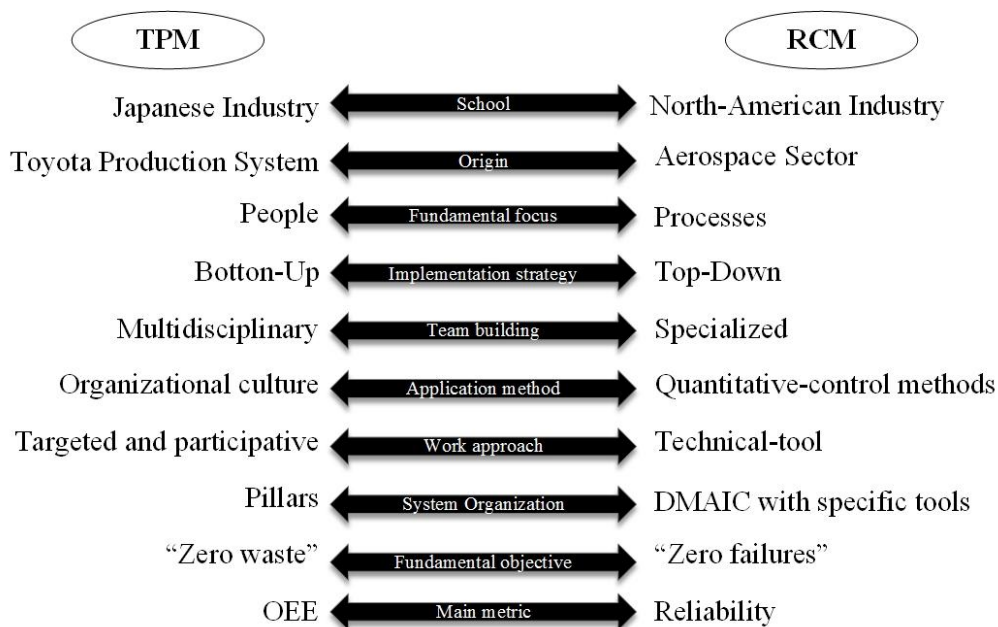 TPM RCM
Japanese Industry School North-American Industry
Toyota Production System Origin Aerospace Sector
People Fundamental focus Processes
Botton-Up Implementation strategy Top-Down
Multidisciplinary Team building Specialized
Organizational culture Application method Quantitative-control methods
Targeted and participative Work approach Technical-tool
Pillars System Organization DMAIC with specific tools
“Zero waste” Fundamental objective “Zero failures”
OEE Main metric Reliability